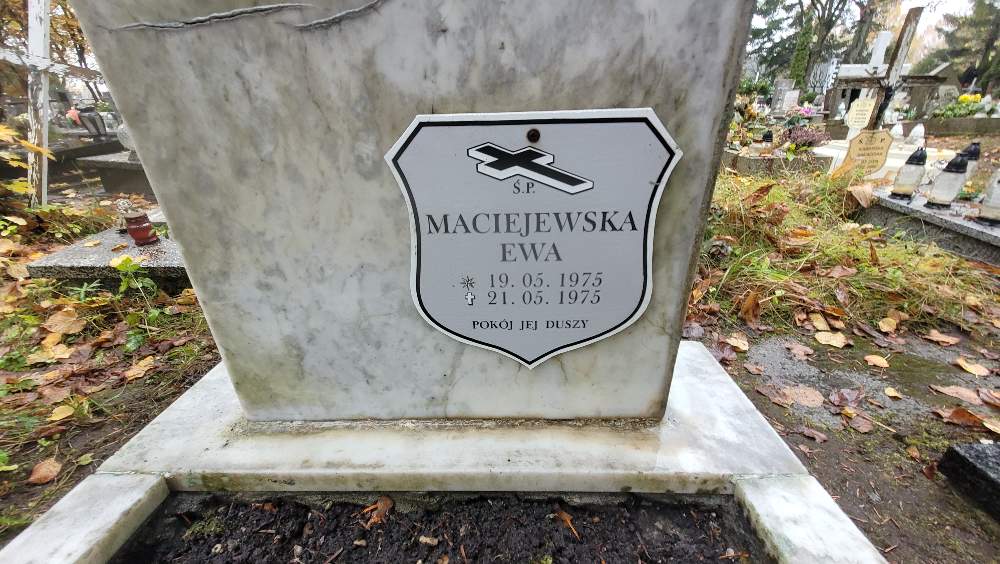 Ś.P.
MACIEJEWSKA
EWA
19. 05. 1975
21. 05. 1975
POKÓJ JEJ DUSZY
Ś P